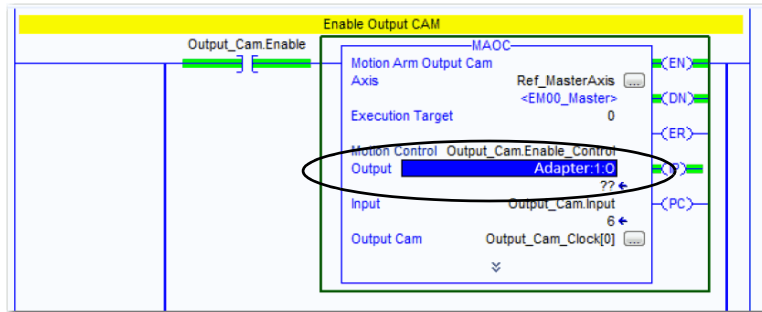 Enable Output CAM
Output_Cam.Enable
MAOC
Motion Arm Output Cam
Axis Ref_MasterAxis ...
<EM00_Master>
Execution Target 0
Motion Control Output_Cam.Enable_Control
Output Adapter:1:O
??
Input Output_Cam.Input
6
Output Cam Output_Cam_Clock[0] ...
EN
DN
ER
IP
PC